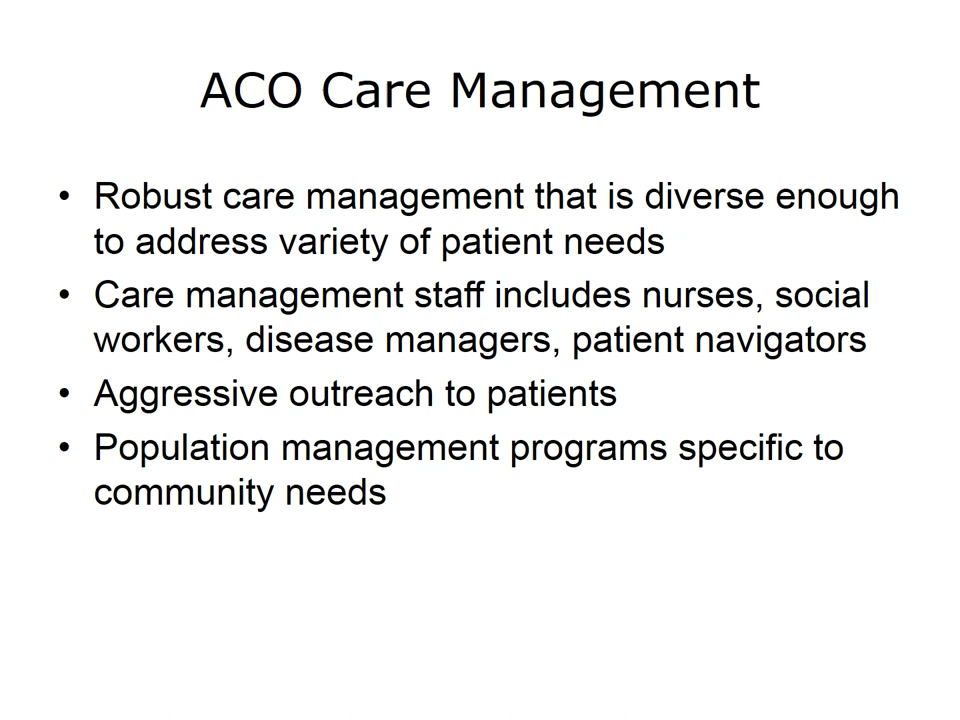 ACO Care Management
• Robust care management that is diverse enough
to address variety of patient needs
• Care management staff includes nurses, social
workers, disease managers, patient navigators
• Aggressive outreach to patients
• Population management programs specific to
community needs